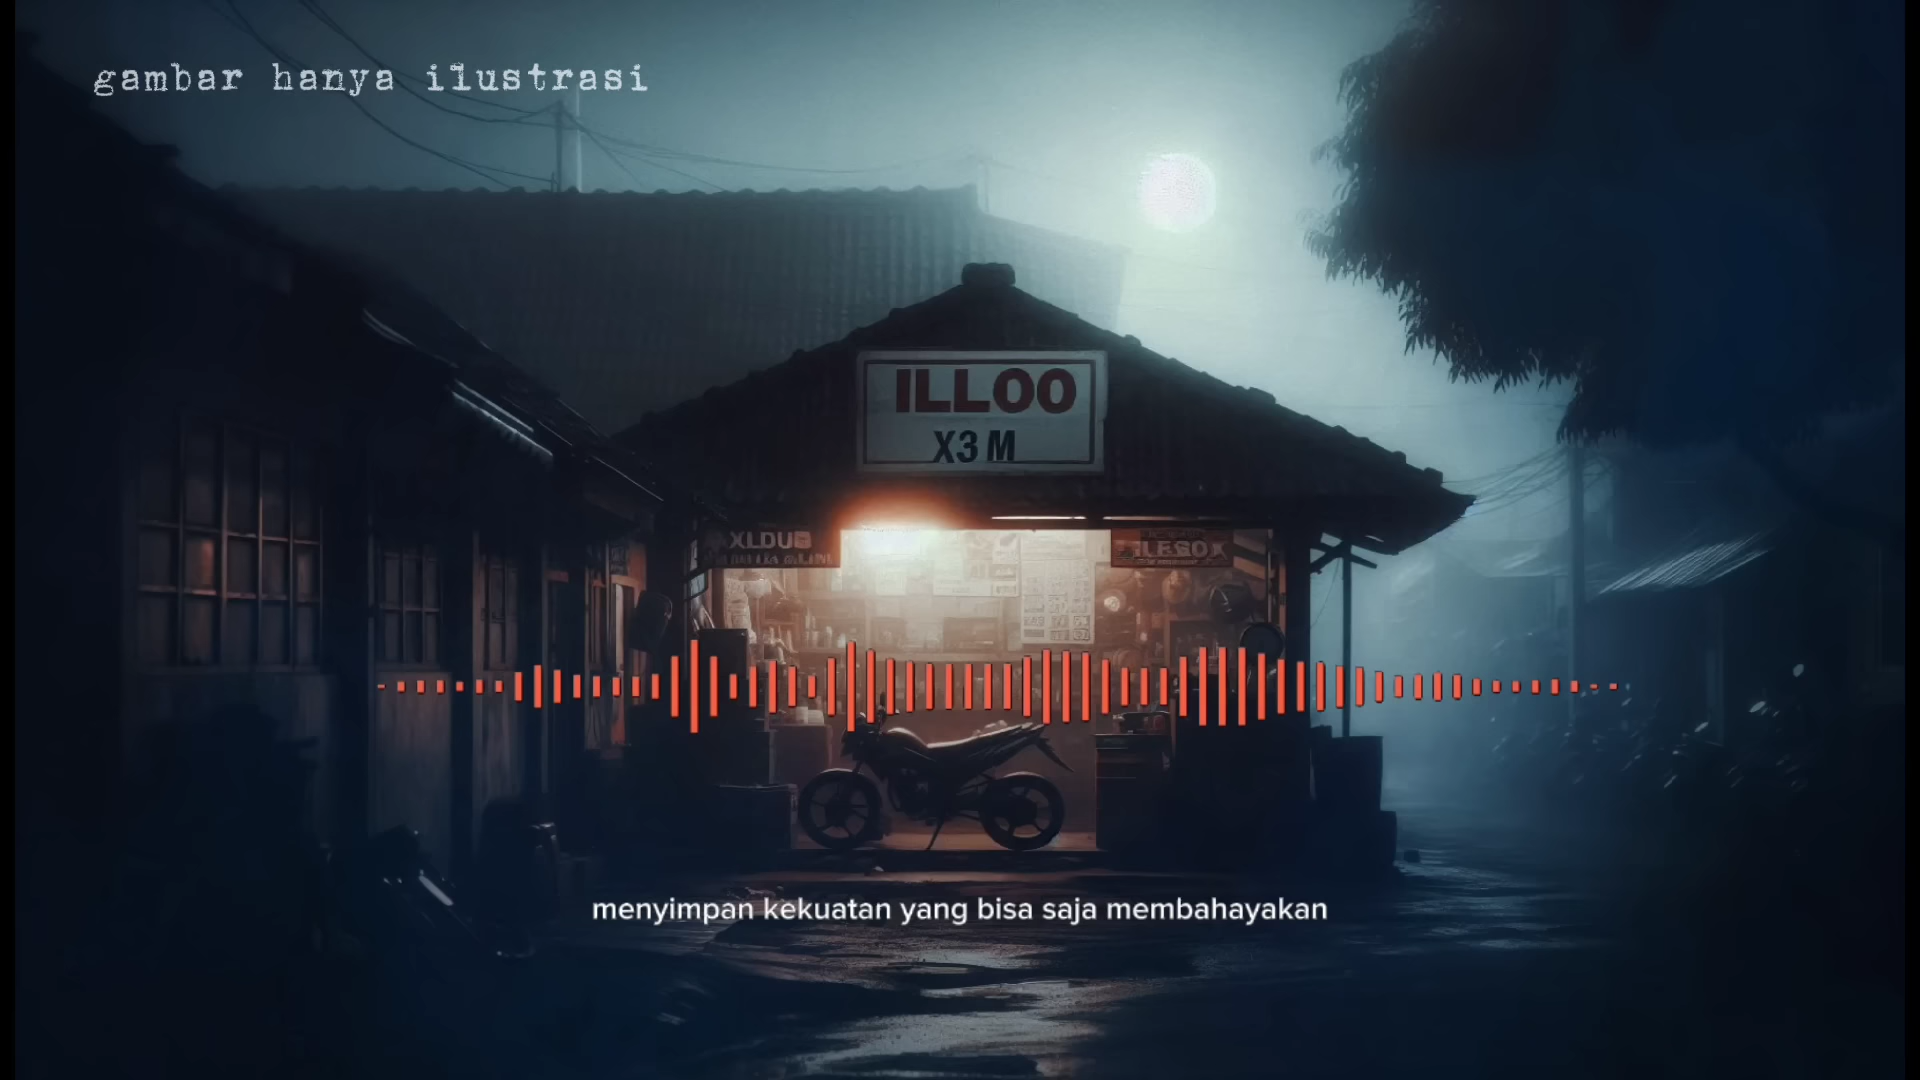 gambar hanya ilustrasi
ILLOO
X3 M
XLDUB
menyimpan kekuatan yang bisa saja membahayakan